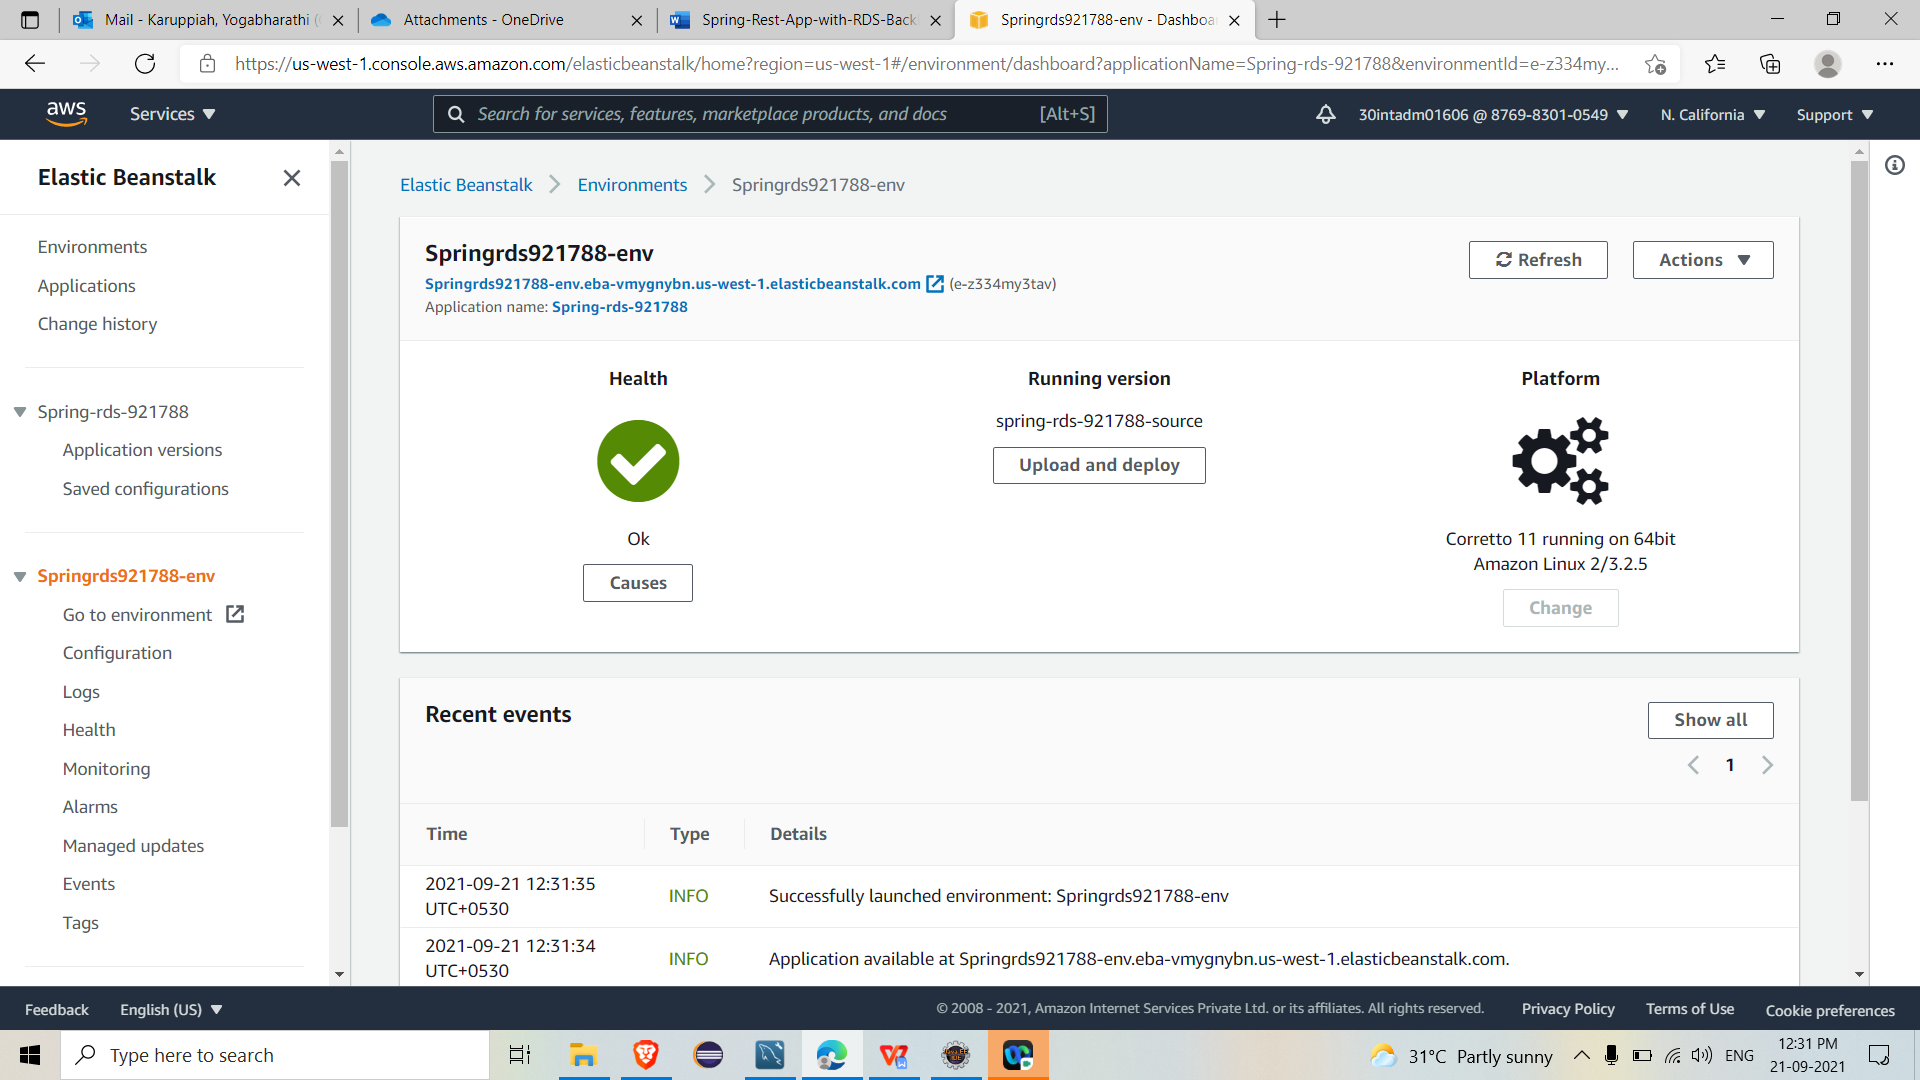 Mail - Karuppiah, Yogabharathi (
Attachments - OneDrive
Spring-Rest-App-with-RDS-Back
Springrds921788-env - Dashboa
https://us-west-1.console.aws.amazon.com/elasticbeanstalk/home?region=us-west-1#/environment/dashboard?applicationName=Spring-rds-921788&environmentId=e-z334my...
aws
Services
Search for services, features, marketplace products, and docs
[Alt+S]
30intadm01606 @ 8769-8301-0549
N. California
Support
Elastic Beanstalk
Environments
Applications
Change history
Spring-rds-921788
Application versions
Saved configurations
Springrds921788-env
Go to environment
Configuration
Logs
Health
Monitoring
Alarms
Managed updates
Events
Tags
Elastic Beanstalk
Environments
Springrds921788-env
Springrds921788-env
Springrds921788-env.eba-vmygnybn.us-west-1.elasticbeanstalk.com (e-z334my3tav)
Application name: Spring-rds-921788
Refresh
Actions
Health
Ok
Causes
Running version
spring-rds-921788-source
Upload and deploy
Platform
Corretto 11 running on 64bit
Amazon Linux 2/3.2.5
Change
Recent events
Show all
1
Time
Type
Details
2021-09-21 12:31:35
UTC+0530
INFO
Successfully launched environment: Springrds921788-env
2021-09-21 12:31:34
UTC+0530
INFO
Application available at Springrds921788-env.eba-vmygnybn.us-west-1.elasticbeanstalk.com.
Feedback
English (US)
© 2008 - 2021, Amazon Internet Services Private Ltd. or its affiliates. All rights reserved.
Privacy Policy
Terms of Use
Cookie preferences
Type here to search
31°C Partly sunny
ENG
12:31 PM
21-09-2021